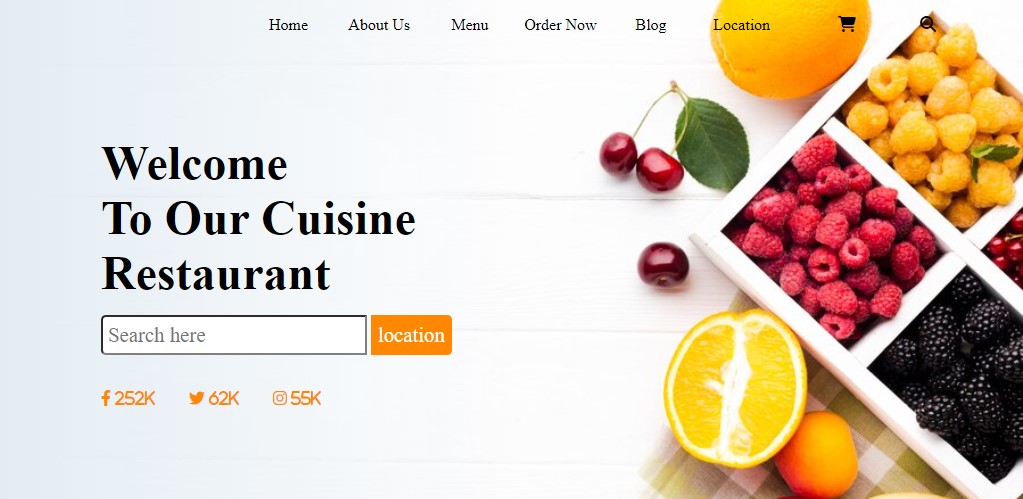 Home About Us Menu Order Now Blog Location
Welcome
To Our Cuisine
Restaurant
Search here location
252K 62K 55K